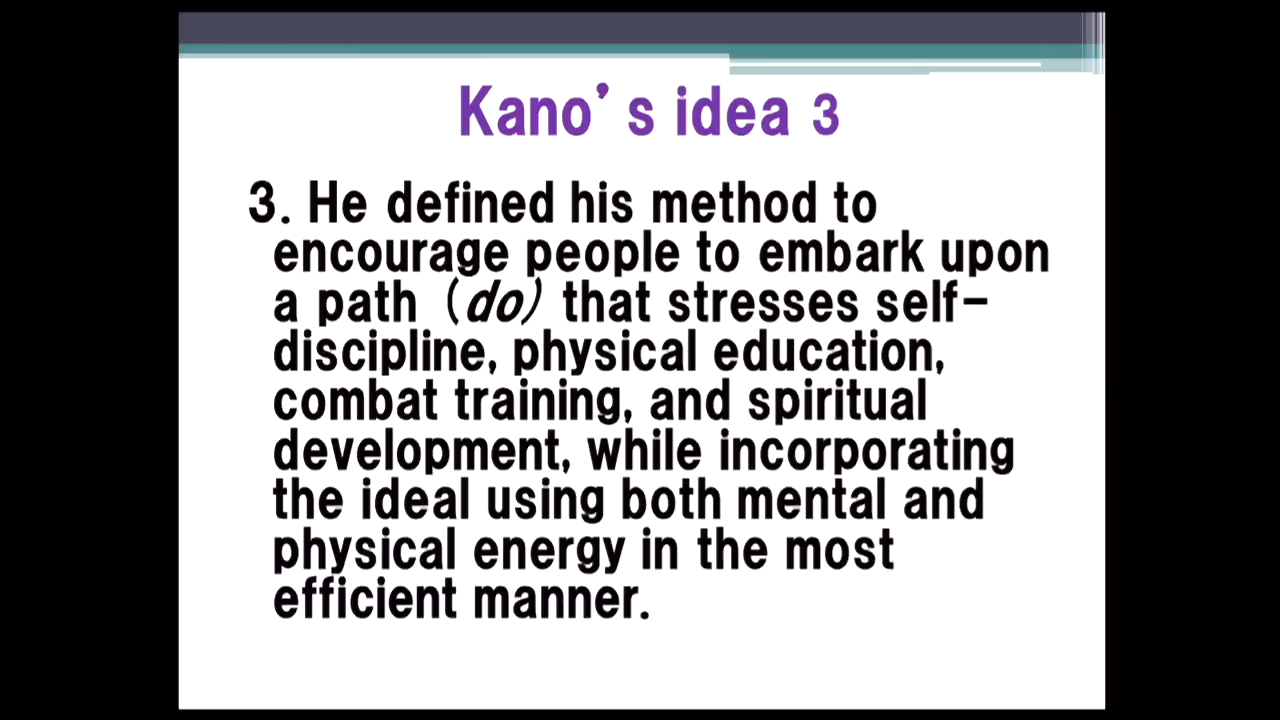 Kano's idea 3
3. He defined his method to
encourage people to embark upon
a path (do) that stresses self-
discipline, physical education,
combat training, and spiritual
development, while incorporating
the ideal using both mental and
physical energy in the most
efficient manner.